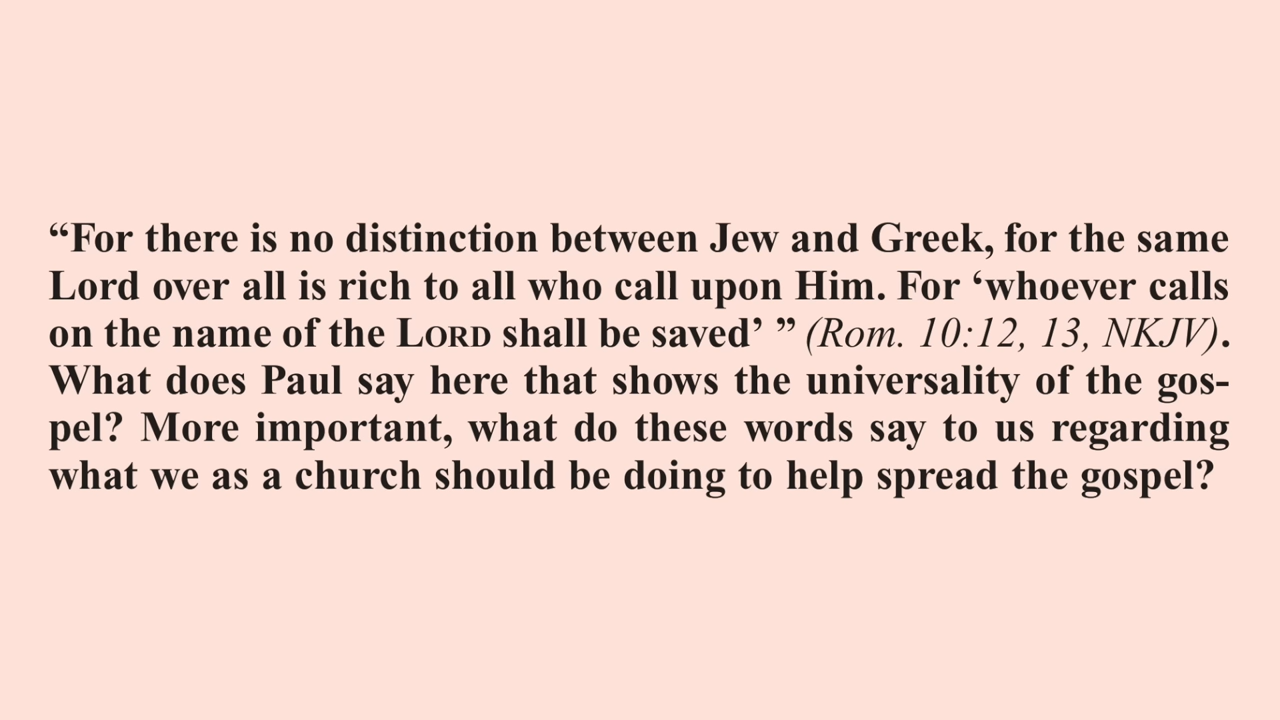 “For there is no distinction between Jew and Greek, for the same
Lord over all is rich to all who call upon Him. For ‘whoever calls
on the name of the LORD shall be saved’ ” (Rom. 10:12, 13, NKJV).
What does Paul say here that shows the universality of the gos-
pel? More important, what do these words say to us regarding
what we as a church should be doing to help spread the gospel?